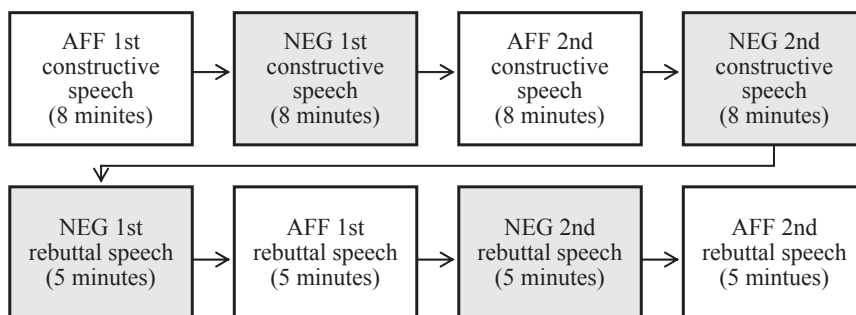 AFF 1st
constructive
speech
(8 minites)
NEG 1st
constructive
speech
(8 minutes)
AFF 2nd
constructive
speech
(8 minutes)
NEG 2nd
constructive
speech
(8 minutes)
NEG 1st
rebuttal speech
(5 minutes)
AFF 1st
rebuttal speech
(5 minutes)
NEG 2nd
rebuttal speech
(5 minutes)
AFF 2nd
rebuttal speech
(5 mintues)